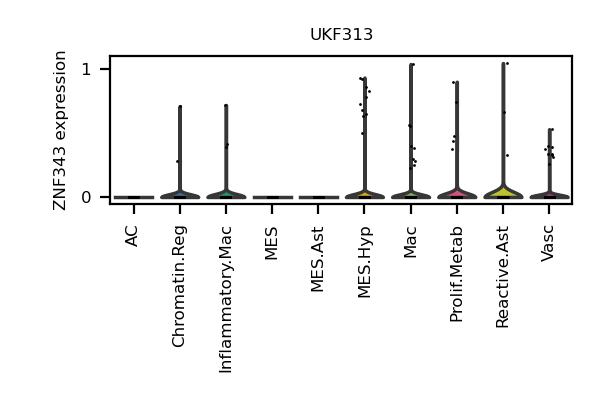 UKF313
ZNF343 expression
1
0
AC
Chromatin.Reg
Inflammatory.Mac
MES
MES.Ast
MES.Hyp
Mac
Prolif.Metab
Reactive.Ast
Vasc